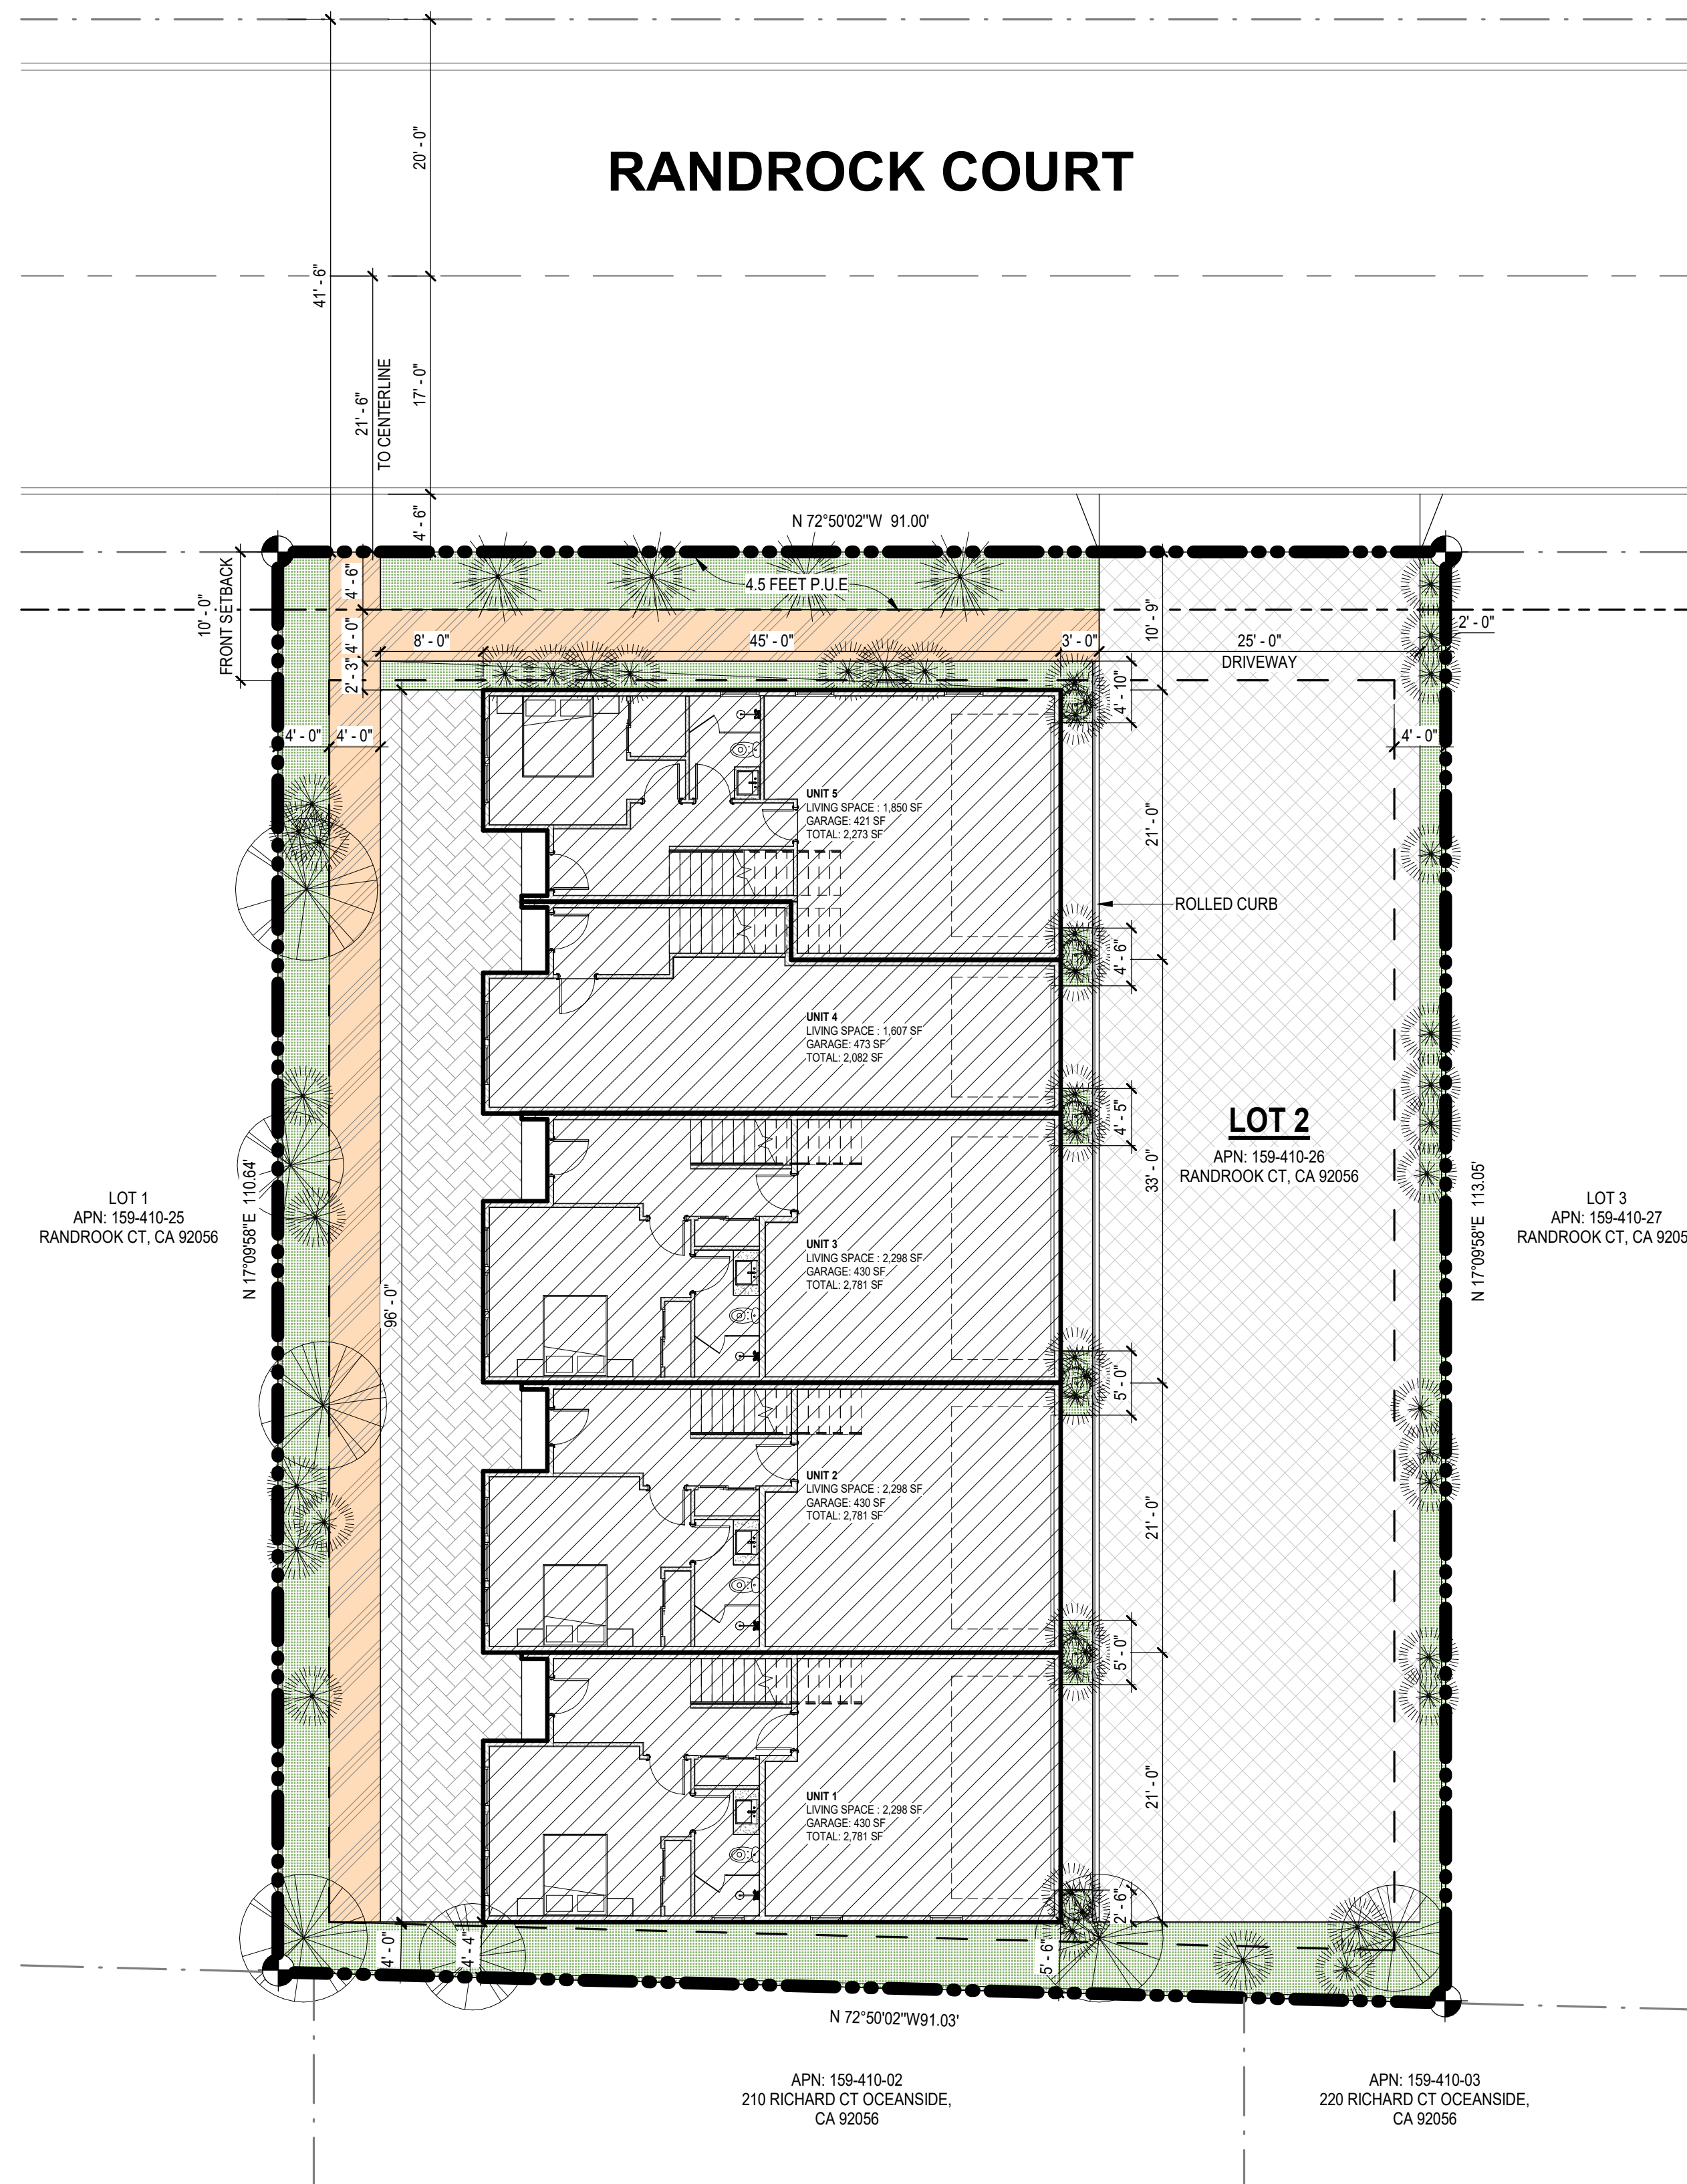 20' - 0"
RANDROCK COURT
41' - 6"
21' - 6"
TO CENTERLINE
17' - 0"
4' - 6"
N 72°50'02"W 91.00'
10' - 0"
FRONT SETBACK
4' - 6"
4.5 FEET P.U.E
4' - 0"
2' - 3"
8' - 0"
45' - 0"
3' - 0"
10' - 9"
25' - 0"
DRIVEWAY
2' - 0"
4' - 10"
4' - 0"
4' - 0"
4' - 0"
UNIT 5
LIVING SPACE : 1,850 SF
GARAGE: 421 SF
TOTAL: 2,273 SF
21' - 0"
ROLLED CURB
4' - 6"
UNIT 4
LIVING SPACE : 1,607 SF
GARAGE: 473 SF
TOTAL: 2,082 SF
4' - 5"
33' - 0"
LOT 2
APN: 159-410-26
RANDROOK CT, CA 92056
LOT 1
APN: 159-410-25
RANDROOK CT, CA 92056
N 17°09'58"E 110.64'
96' - 0"
UNIT 3
LIVING SPACE : 2,298 SF
GARAGE: 430 SF
TOTAL: 2,781 SF
5' - 0"
N 17°09'58"E 113.05'
LOT 3
APN: 159-410-27
RANDROOK CT, CA 9205
UNIT 2
LIVING SPACE : 2,298 SF
GARAGE: 430 SF
TOTAL: 2,781 SF
21' - 0"
5' - 0"
UNIT 1
LIVING SPACE : 2,298 SF
GARAGE: 430 SF
TOTAL: 2,781 SF
21' - 0"
2' - 6"
4' - 0"
4' - 4"
5' - 6"
N 72°50'02"W91.03'
APN: 159-410-02
210 RICHARD CT OCEANSIDE,
CA 92056
APN: 159-410-03
220 RICHARD CT OCEANSIDE,
CA 92056